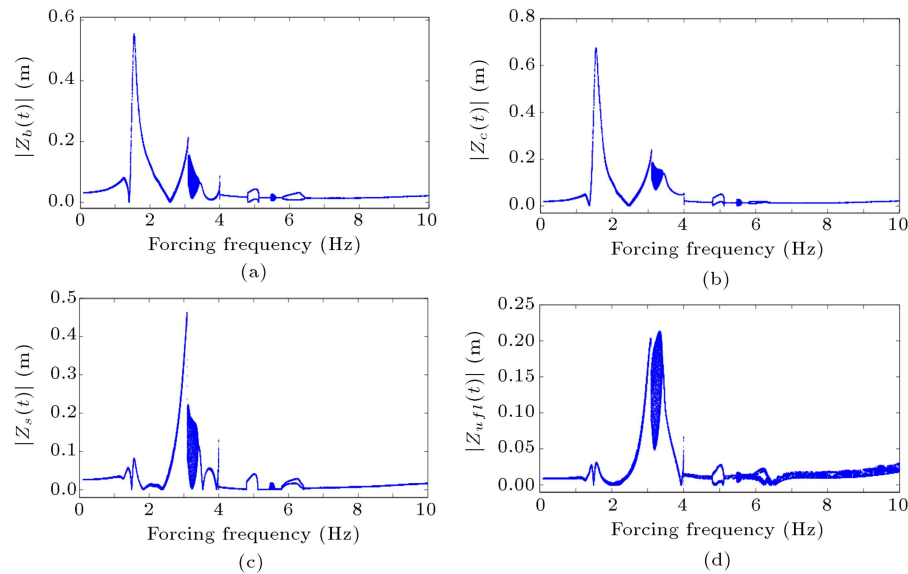 0.6
0.4
0.2
0.0
|Z_b(t)| (m)
0 2 4 6 8 10
Forcing frequency (Hz)
(a)
0.8
0.6
0.4
0.2
0.0
|Z_c(t)| (m)
0 2 4 6 8 10
Forcing frequency (Hz)
(b)
0.5
0.4
0.3
0.2
0.1
0.0
|Z_s(t)| (m)
0 2 4 6 8 10
Forcing frequency (Hz)
(c)
0.25
0.20
0.15
0.10
0.05
0.00
|Z_{ufl}(t)| (m)
0 2 4 6 8 10
Forcing frequency (Hz)
(d)